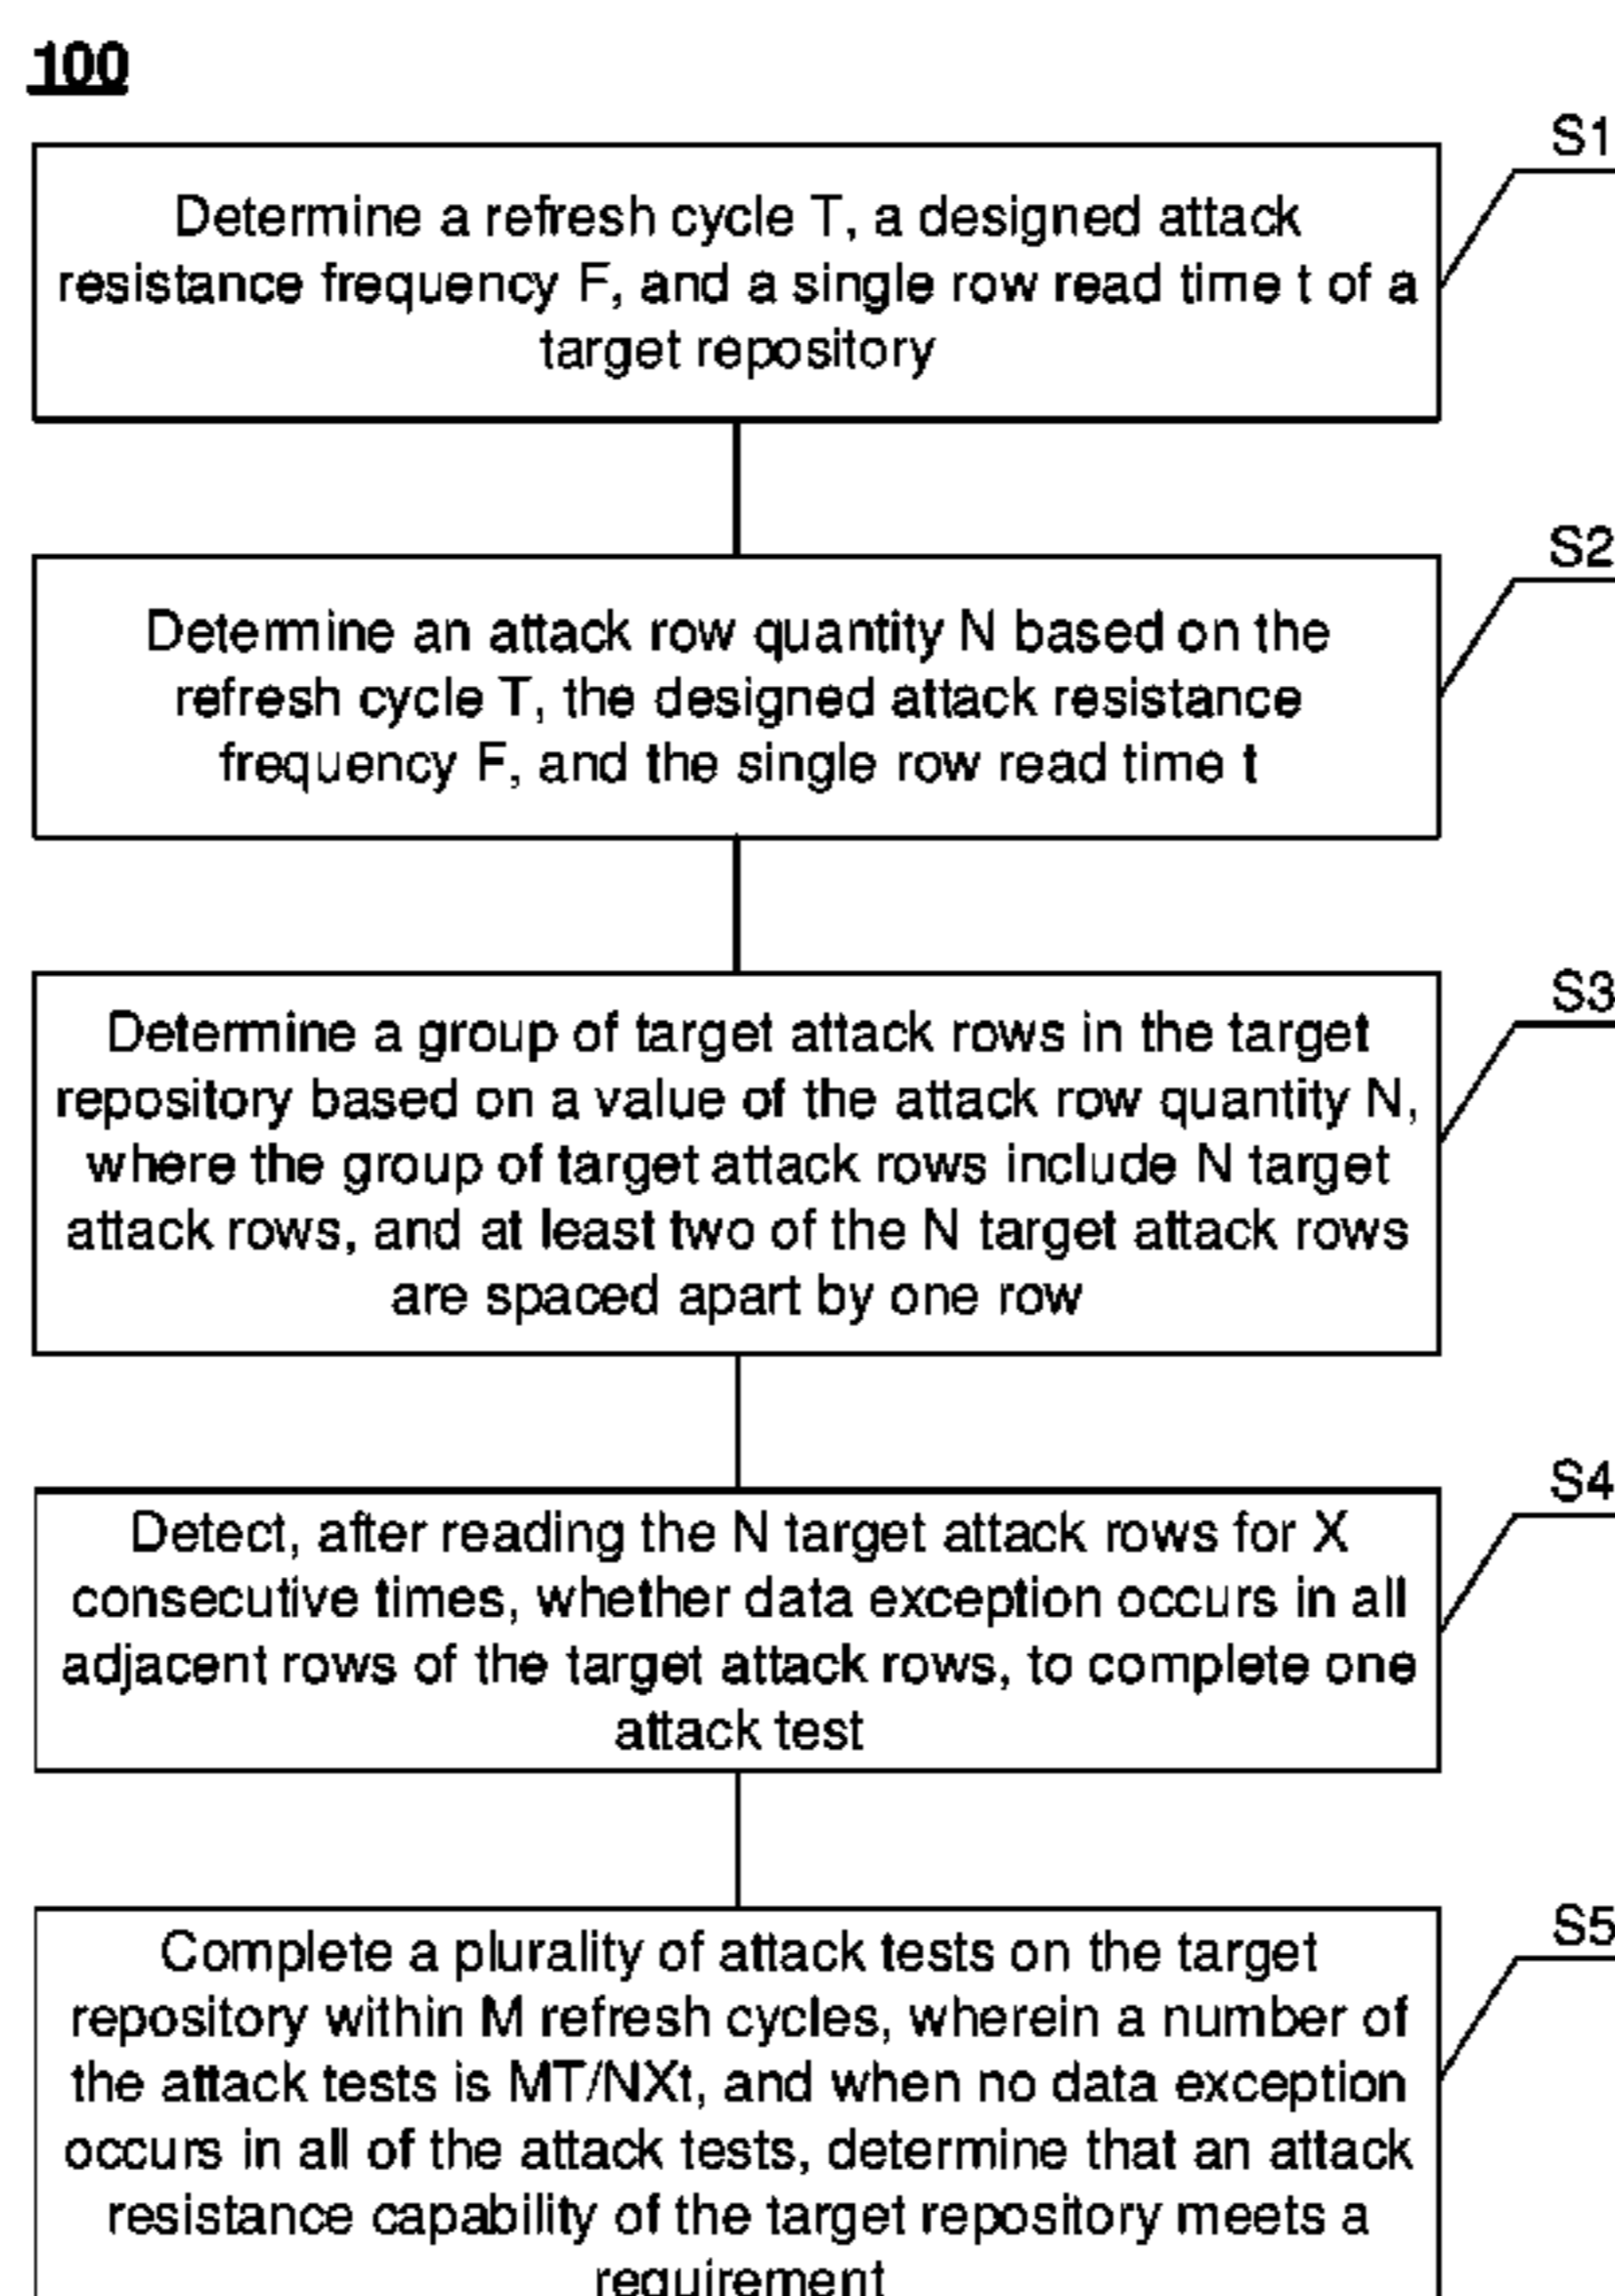 100
S1
Determine a refresh cycle T, a designed attack
resistance frequency F, and a single row read time t of a
target repository
S2
Determine an attack row quantity N based on the
refresh cycle T, the designed attack resistance
frequency F, and the single row read time t
S3
Determine a group of target attack rows in the target
repository based on a value of the attack row quantity N,
where the group of target attack rows include N target
attack rows, and at least two of the N target attack rows
are spaced apart by one row
S4
Detect, after reading the N target attack rows for X
consecutive times, whether data exception occurs in all
adjacent rows of the target attack rows, to complete one
attack test
S5
Complete a plurality of attack tests on the target
repository within M refresh cycles, wherein a number of
the attack tests is MT/NXt, and when no data exception
occurs in all of the attack tests, determine that an attack
resistance capability of the target repository meets a
requirement